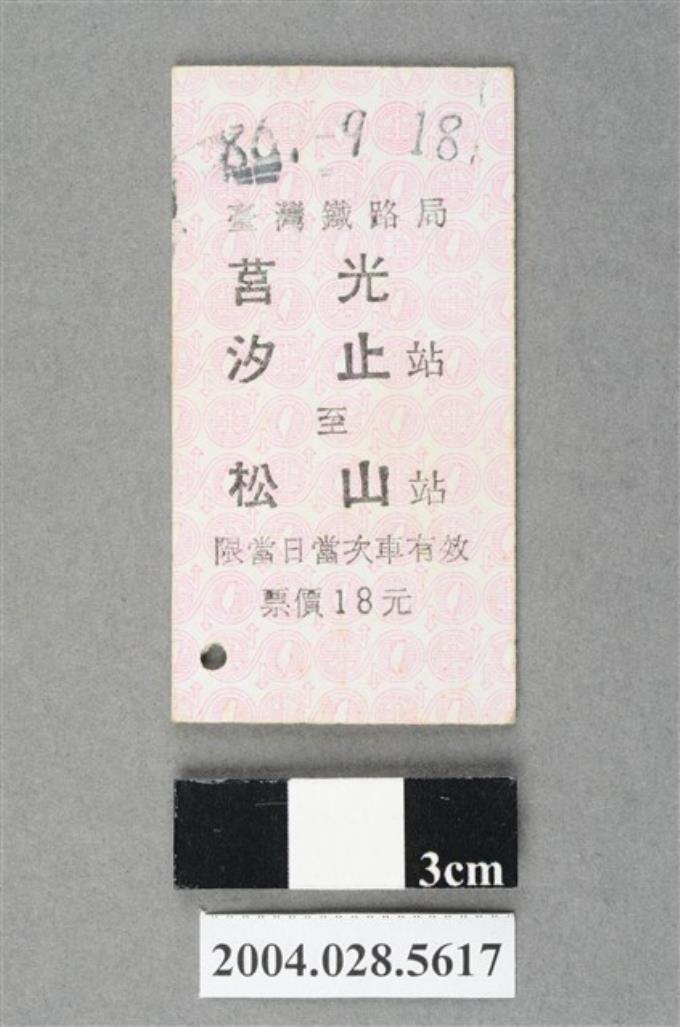 80.-9 18.
臺灣鐵路局
莒光
汐止站
至
松山站
限當日當次車有效
票價18元
3cm
2004.028.5617